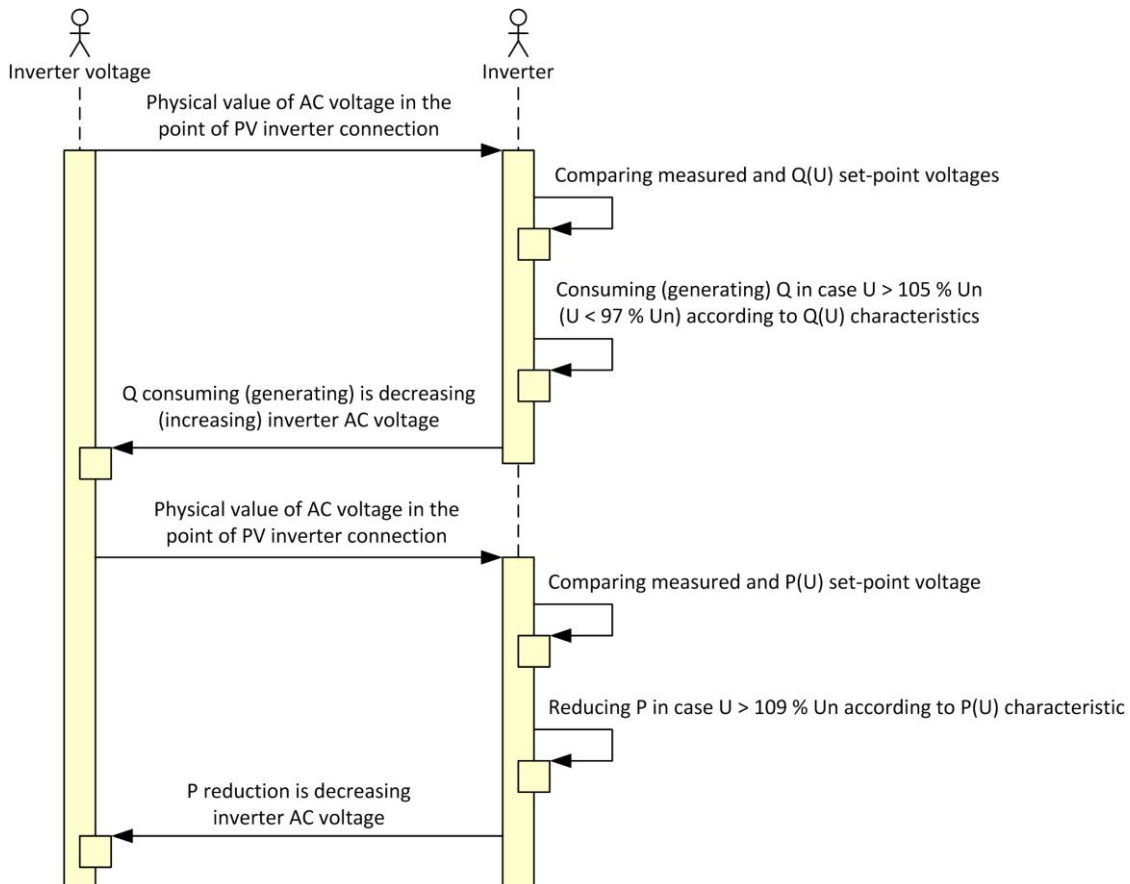 Inverter voltage
Inverter
Physical value of AC voltage in the
point of PV inverter connection
Comparing measured and Q(U) set-point voltages
Consuming (generating) Q in case U > 105 % Un
(U < 97 % Un) according to Q(U) characteristics
Q consuming (generating) is decreasing
(increasing) inverter AC voltage
Physical value of AC voltage in the
point of PV inverter connection
Comparing measured and P(U) set-point voltage
Reducing P in case U > 109 % Un according to P(U) characteristic
P reduction is decreasing
inverter AC voltage